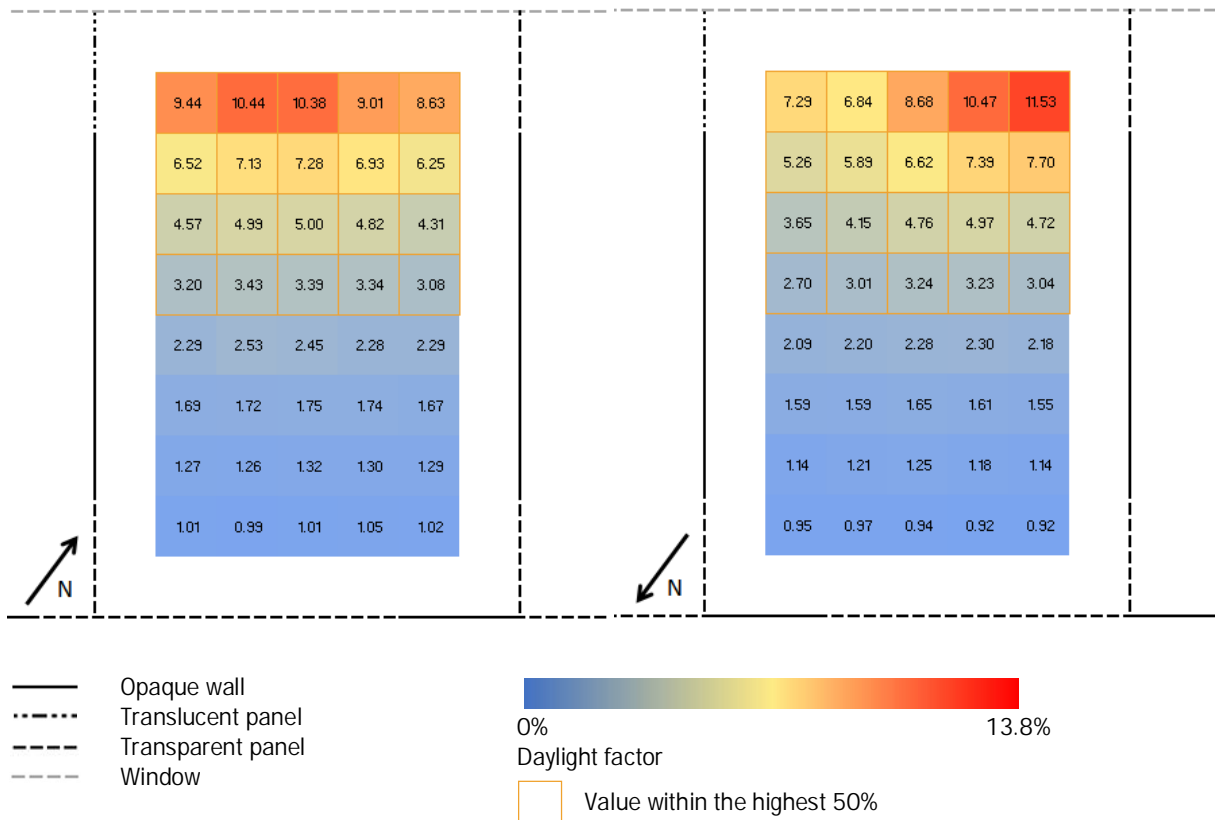 9.44 10.44 10.38 9.01 8.63
6.52 7.13 7.28 6.93 6.25
4.57 4.99 5.00 4.82 4.31
3.20 3.43 3.39 3.34 3.08
2.29 2.53 2.45 2.28 2.29
1.69 1.72 1.75 1.74 1.67
1.27 1.26 1.32 1.30 1.29
1.01 0.99 1.01 1.05 1.02
N
7.29 6.84 8.68 10.47 11.53
5.26 5.89 6.62 7.39 7.70
3.65 4.15 4.76 4.97 4.72
2.70 3.01 3.24 3.23 3.04
2.09 2.20 2.28 2.30 2.18
1.59 1.59 1.65 1.61 1.55
1.14 1.21 1.25 1.18 1.14
0.95 0.97 0.94 0.92 0.92
N
Opaque wall
Translucent panel
Transparent panel
Window
0% 13.8%
Daylight factor
Value within the highest 50%